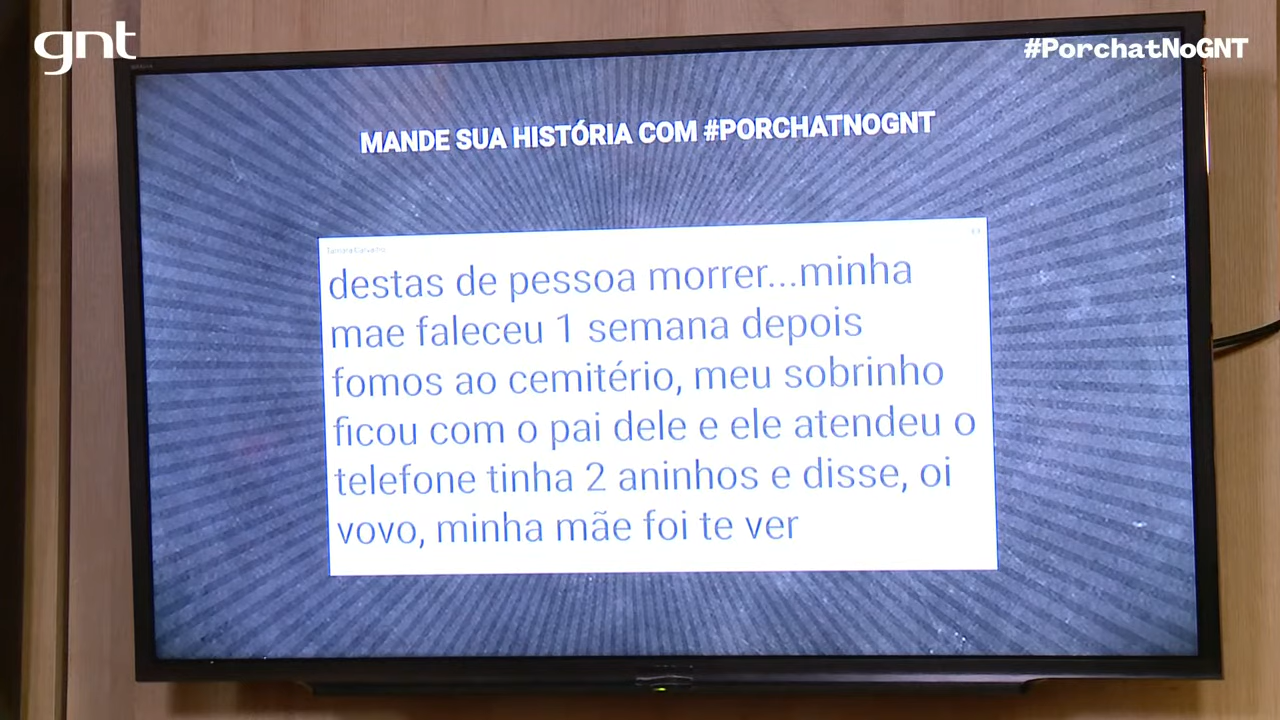 gnt
#PorchatNoGNT
MANDE SUA HISTÓRIA COM #PORCHATNOGNT
destas de pessoa morrer...minha
mae faleceu 1 semana depois
fomos ao cemitério, meu sobrinho
ficou com o pai dele e ele atendeu o
telefone tinha 2 aninhos e disse, oi
vovo, minha mãe foi te ver